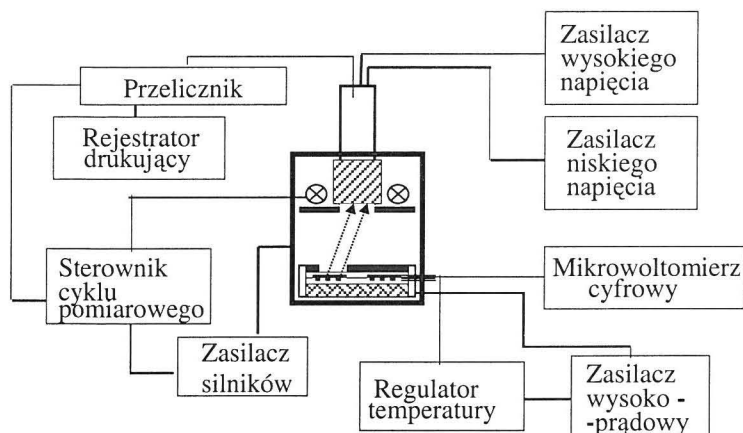 Zasilacz
wysokiego
napięcia
Przelicznik
Rejestrator
drukujący
Zasilacz
niskiego
napięcia
Sterownik
cyklu
pomiarowego
Mikrowoltomierz
cyfrowy
Zasilacz
silników
Regulator
temperatury
Zasilacz
wysoko -
-prądowy